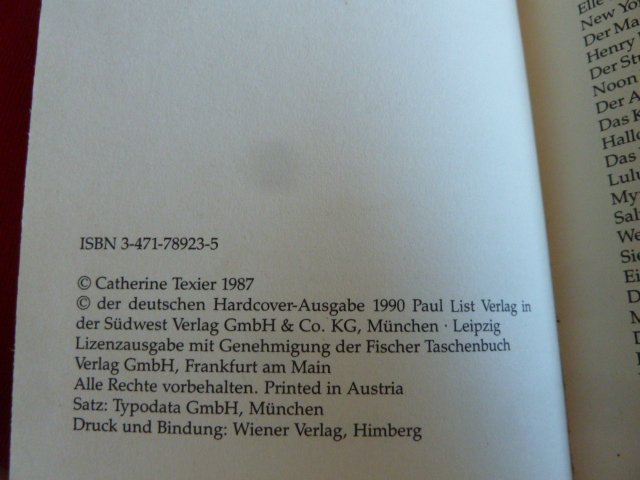 ISBN 3-471-78923-5
© Catherine Texier 1987
© der deutschen Hardcover-Ausgabe 1990 Paul List Verlag in
der Südwest Verlag GmbH & Co. KG, München · Leipzig
Lizenzausgabe mit Genehmigung der Fischer Taschenbuch
Verlag GmbH, Frankfurt am Main
Alle Rechte vorbehalten. Printed in Austria
Satz: Typodata GmbH, München
Druck und Bindung: Wiener Verlag, Himberg
Elle
New Yo
Der Ma
Henry
Der St
Noon
Der A
Das K
Hallo
Das
Lulu
My
Sal
We
Sie
Ei
D
M